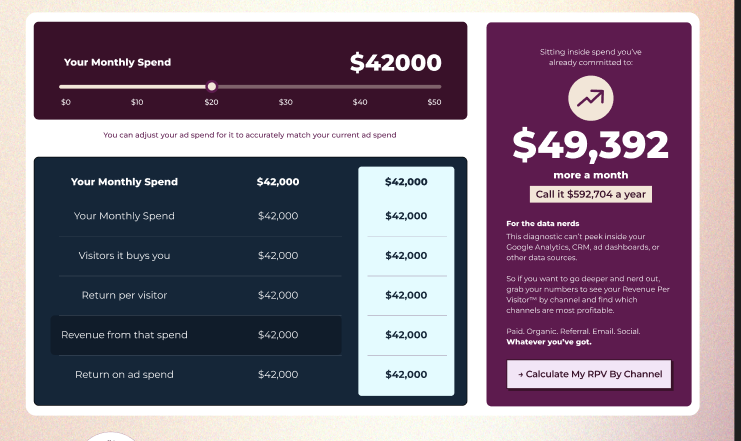 Your Monthly Spend
$42000
$0 $10 $20 $30 $40 $50
You can adjust your ad spend for it to accurately match your current ad spend
Your Monthly Spend $42,000 $42,000
Your Monthly Spend $42,000 $42,000
Visitors it buys you $42,000 $42,000
Return per visitor $42,000 $42,000
Revenue from that spend $42,000 $42,000
Return on ad spend $42,000 $42,000
Sitting inside spend you've
already committed to:
$49,392
more a month
Call it $592,704 a year
For the data nerds
This diagnostic can't peek inside your
Google Analytics, CRM, ad dashboards, or
other data sources.
So if you want to go deeper and nerd out,
grab your numbers to see your Revenue Per
Visitor™ by channel and find which
channels are most profitable.
Paid. Organic. Referral. Email. Social.
Whatever you've got.
→ Calculate My RPV By Channel